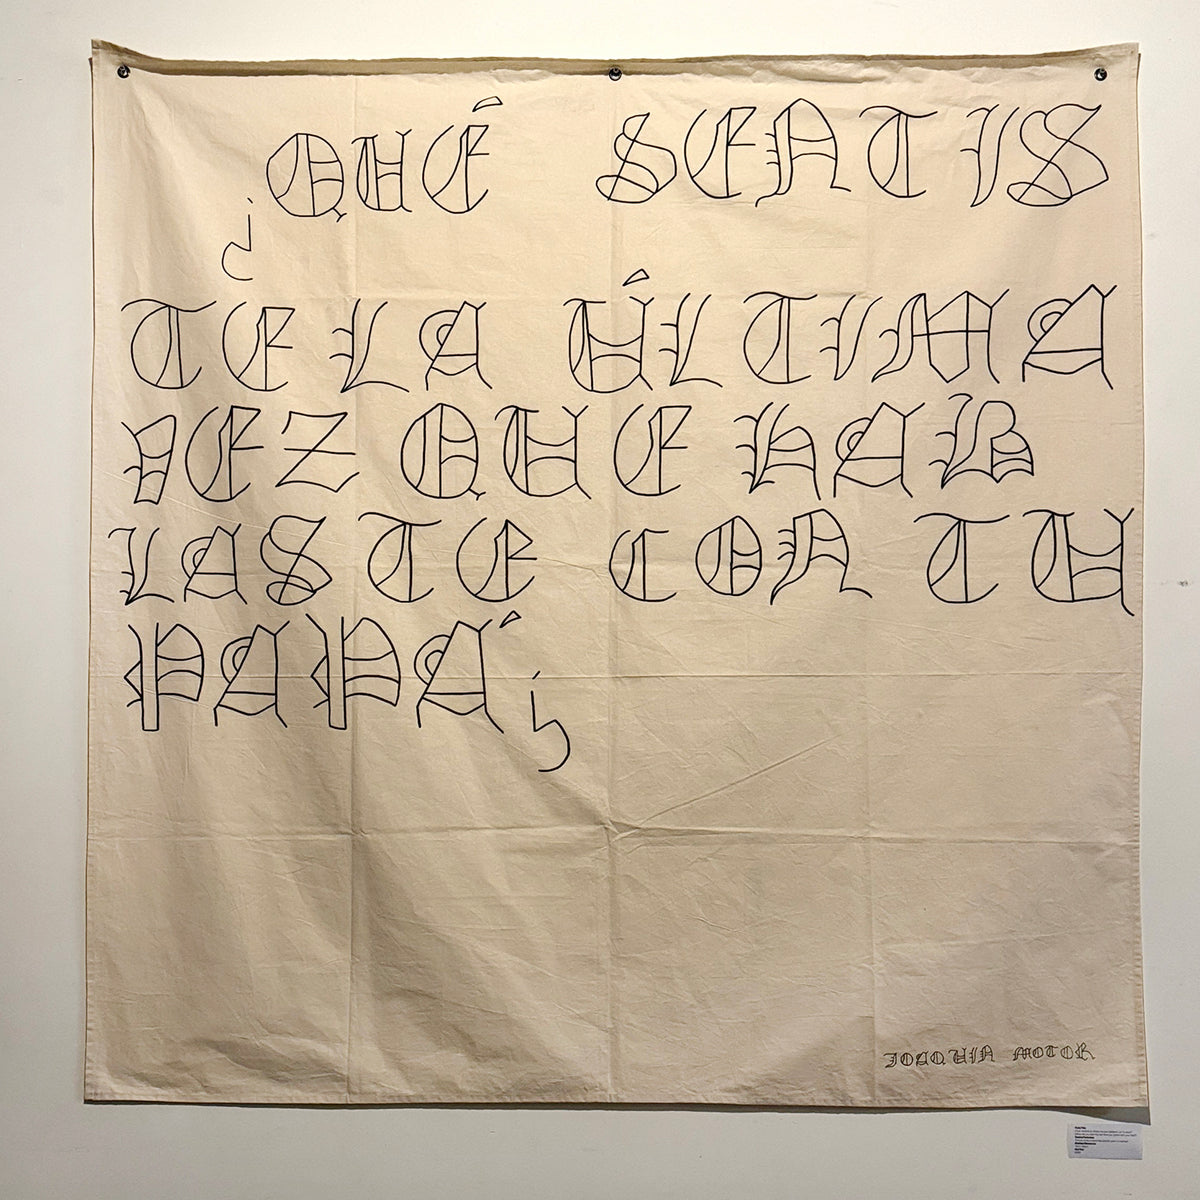 ¿QUÉ SENTIS
TE LA ÚLTIMA
VEZ QUE HAB
LASTE CON TU
PAPÁ¿
JOAQUIN MOTOR